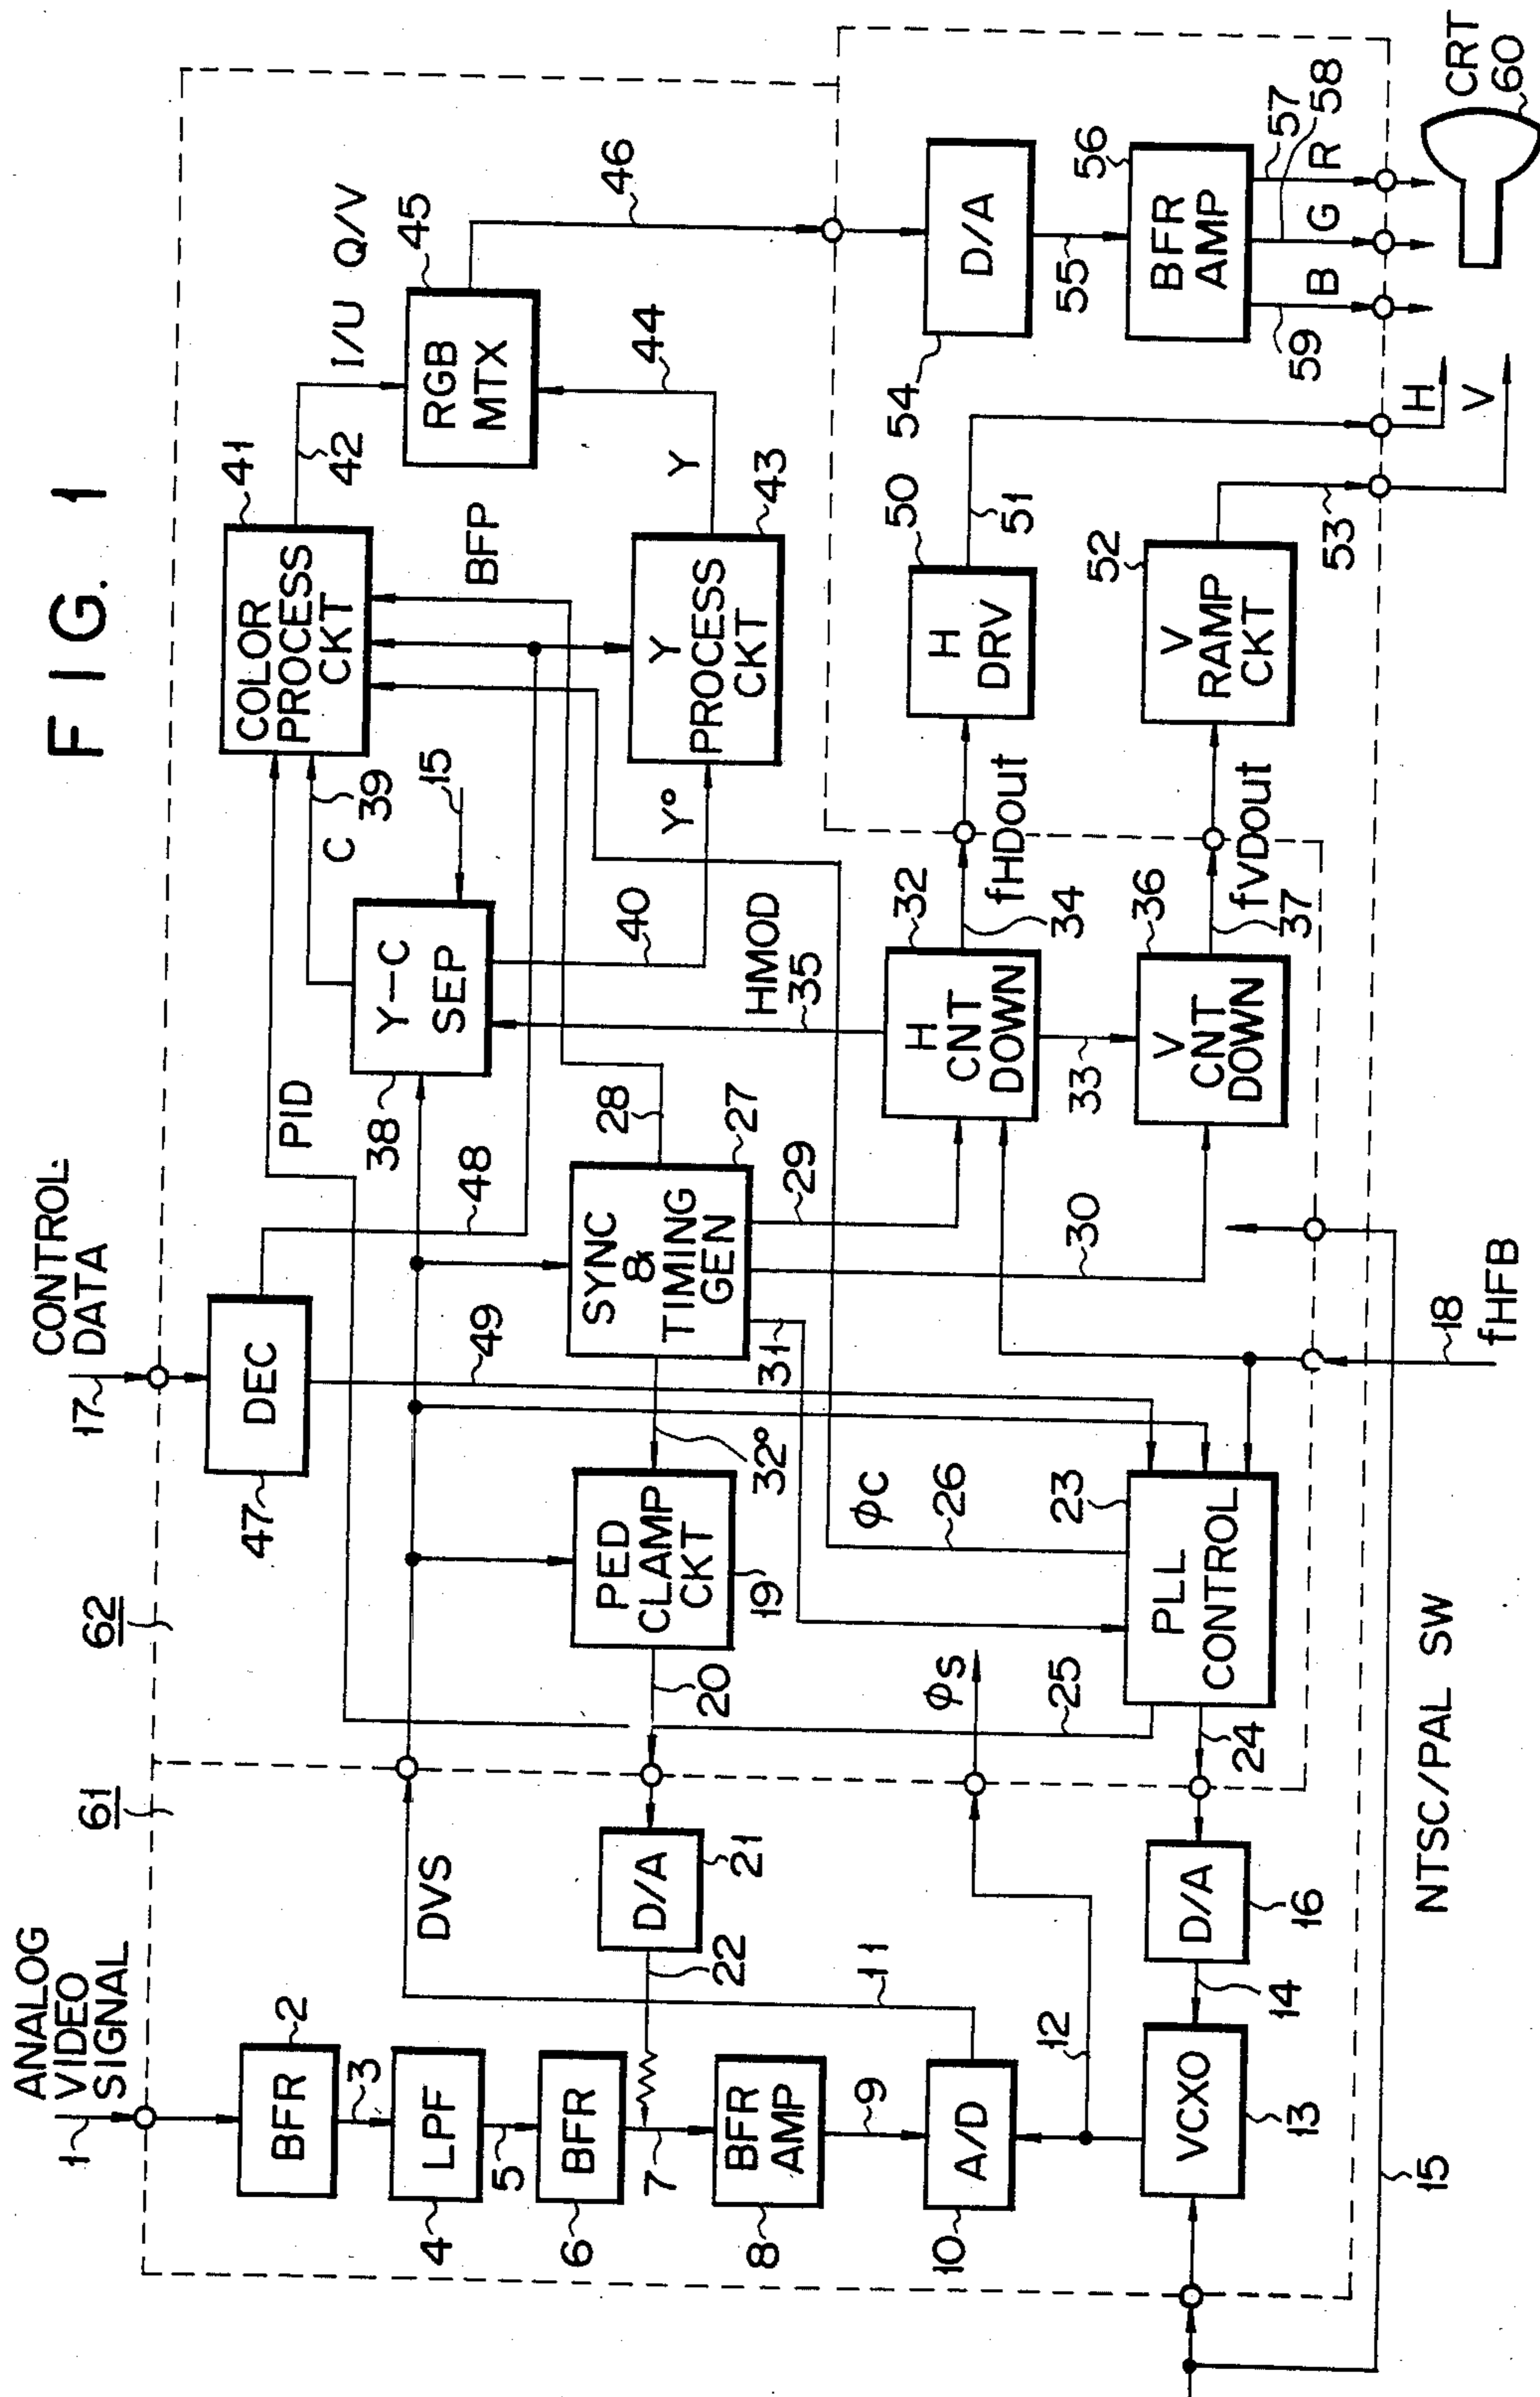 FIG. 1
ANALOG
VIDEO
SIGNAL
1
BFR
2
3
LPF
4
5
BFR
6
7
BFR
AMP
8
9
A/D
10
11
12
VCXO
13
14
D/A
16
15
NTSC/PAL SW
61
62
DVS
D/A
21
22
20
φS
24
25
PED
CLAMP
CKT
19
32°
PLL
CONTROL
23
φC
26
CONTROL
DATA
17
DEC
47
48
49
SYNC
&
TIMING
GEN
27
28
29
30
31
18
fHFB
PID
Y-C
SEP
38
15
C
39
40
Y°
HMOD
35
H
CNT
DOWN
32
33
34
fHDout
V
CNT
DOWN
36
37
fVDout
COLOR
PROCESS
CKT
41
42
I/U Q/V
BFP
Y
PROCESS
CKT
43
Y
44
RGB
MTX
45
46
H
DRV
50
51
V
RAMP
CKT
52
53
H
V
D/A
54
55
BFR
AMP
56
57
58
59
R
G
B
CRT
60